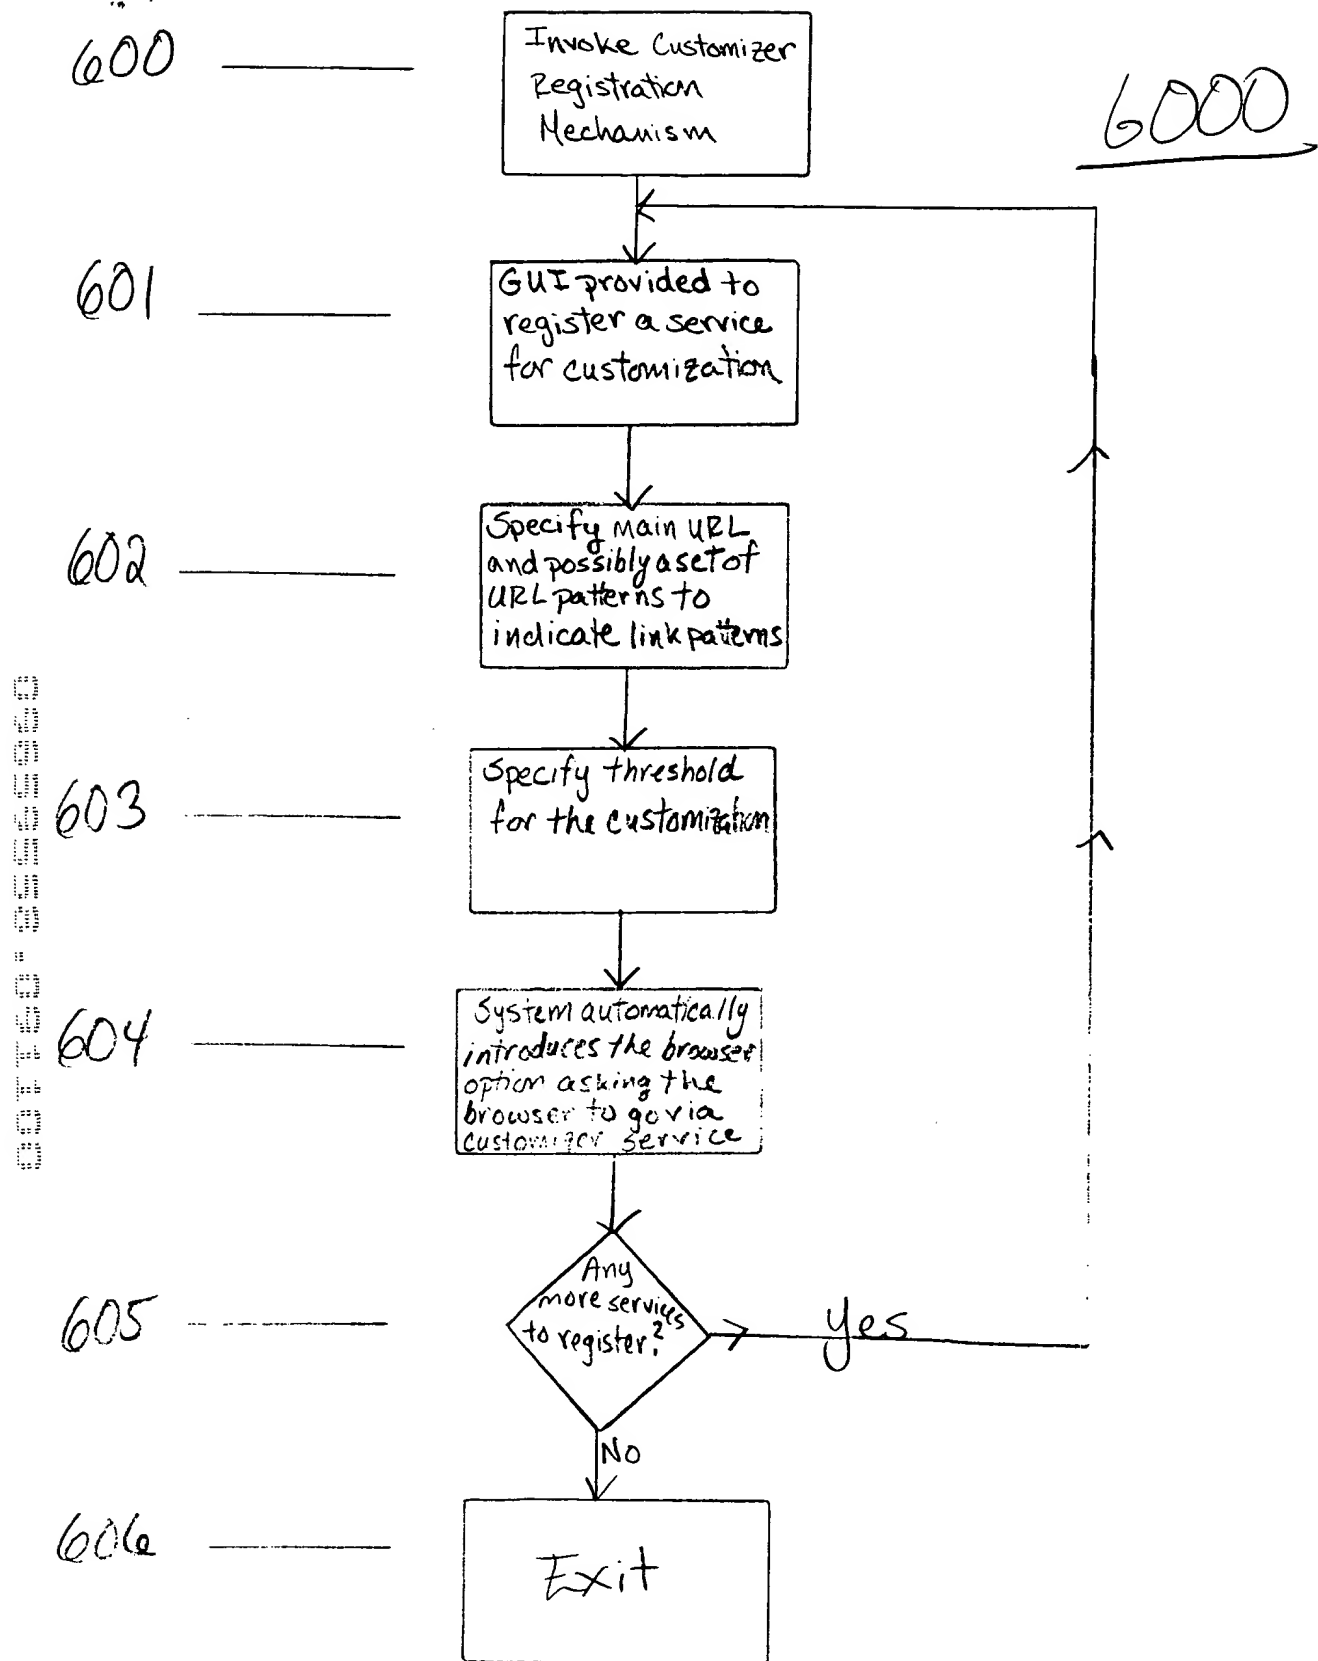 600
Invoke Customizer
Registration
Mechanism
6000
601
GUI provided to
register a service
for customization
602
Specify main URL
and possibly a set of
URL patterns to
indicate link patterns
603
Specify threshold
for the customization
604
System automatically
introduces the browser
option asking the
browser to go via
customizer service
605
Any
more services
to register?
Yes
No
606
Exit